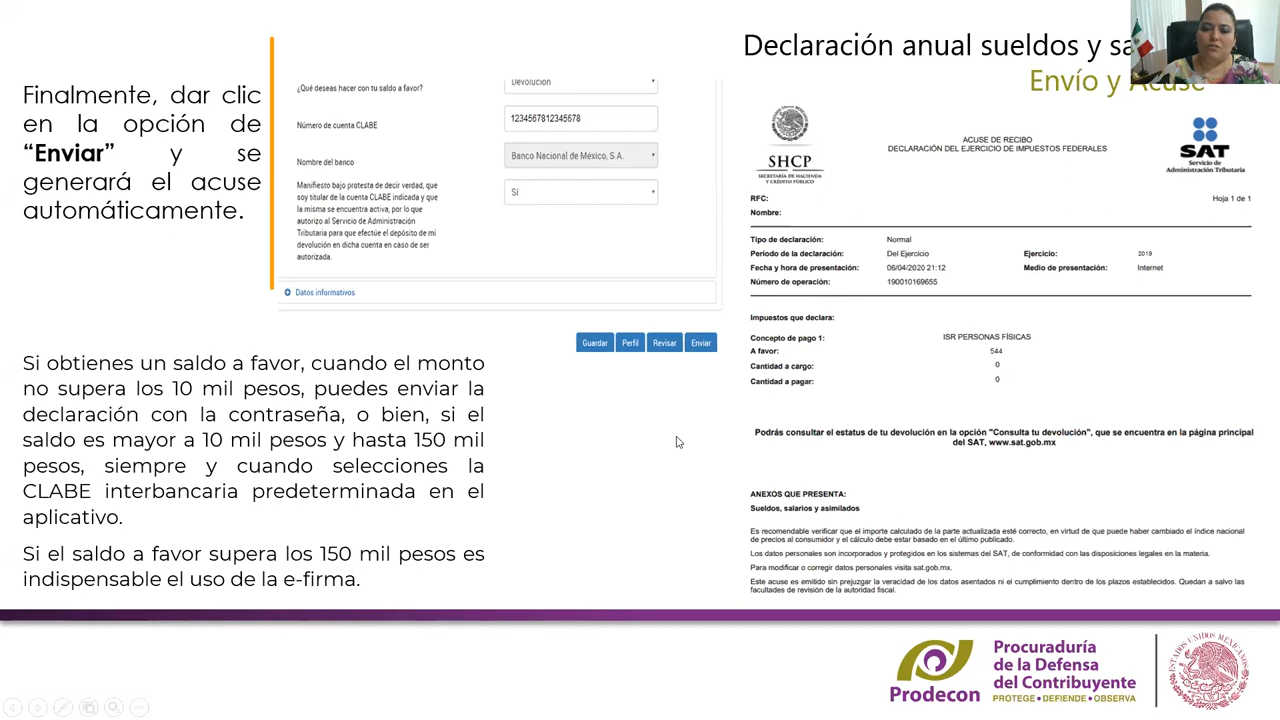 Declaración anual sueldos y sa
Envío y Acuse
Finalmente, dar clic
en la opción de
“Enviar” y se
generará el acuse
automáticamente.
¿Qué deseas hacer con tu saldo a favor?
Devolución
Número de cuenta CLABE
1234567812345678
Nombre del banco
Banco Nacional de México, S.A.
Manifiesto bajo protesta de decir verdad, que
soy titular de la cuenta CLABE indicada y que
la misma se encuentra activa, por lo que
autorizo al Servicio de Administración
Tributaria para que efectúe el depósito de mi
devolución en dicha cuenta en caso de ser
autorizada.
Sí
Datos informativos
Guardar Perfil Revisar Enviar
Si obtienes un saldo a favor, cuando el monto
no supera los 10 mil pesos, puedes enviar la
declaración con la contraseña, o bien, si el
saldo es mayor a 10 mil pesos y hasta 150 mil
pesos, siempre y cuando selecciones la
CLABE interbancaria predeterminada en el
aplicativo.
Si el saldo a favor supera los 150 mil pesos es
indispensable el uso de la e-firma.
SHCP
SECRETARÍA DE HACIENDA
Y CRÉDITO PÚBLICO
ACUSE DE RECIBO
DECLARACIÓN DEL EJERCICIO DE IMPUESTOS FEDERALES
SAT
Servicio de
Administración Tributaria
RFC:
Hoja 1 de 1
Nombre:
Tipo de declaración: Normal
Periodo de la declaración: Del Ejercicio Ejercicio: 2019
Fecha y hora de presentación: 06/04/2020 21:12 Medio de presentación: Internet
Número de operación: 190010169655
Impuestos que declara:
Concepto de pago 1: ISR PERSONAS FÍSICAS
A favor: 544
Cantidad a cargo: 0
Cantidad a pagar: 0
Podrás consultar el estatus de tu devolución en la opción "Consulta tu devolución", que se encuentra en la página principal
del SAT, www.sat.gob.mx
ANEXOS QUE PRESENTA:
Sueldos, salarios y asimilados
Es recomendable verificar que el importe calculado de la parte actualizada esté correcto, en virtud de que puede haber cambiado el índice nacional
de precios al consumidor y el cálculo debe estar basado en el último publicado.
Los datos personales son incorporados y protegidos en los sistemas del SAT, de conformidad con las disposiciones legales en la materia.
Para modificar o corregir datos personales visita sat.gob.mx.
Este acuse es emitido sin prejuzgar la veracidad de los datos asentados ni el cumplimiento dentro de los plazos establecidos. Quedan a salvo las
facultades de revisión de la autoridad fiscal.
Prodecon
Procuraduría
de la Defensa
del Contribuyente
PROTEGE • DEFIENDE • OBSERVA
ESTADOS UNIDOS MEXICANOS